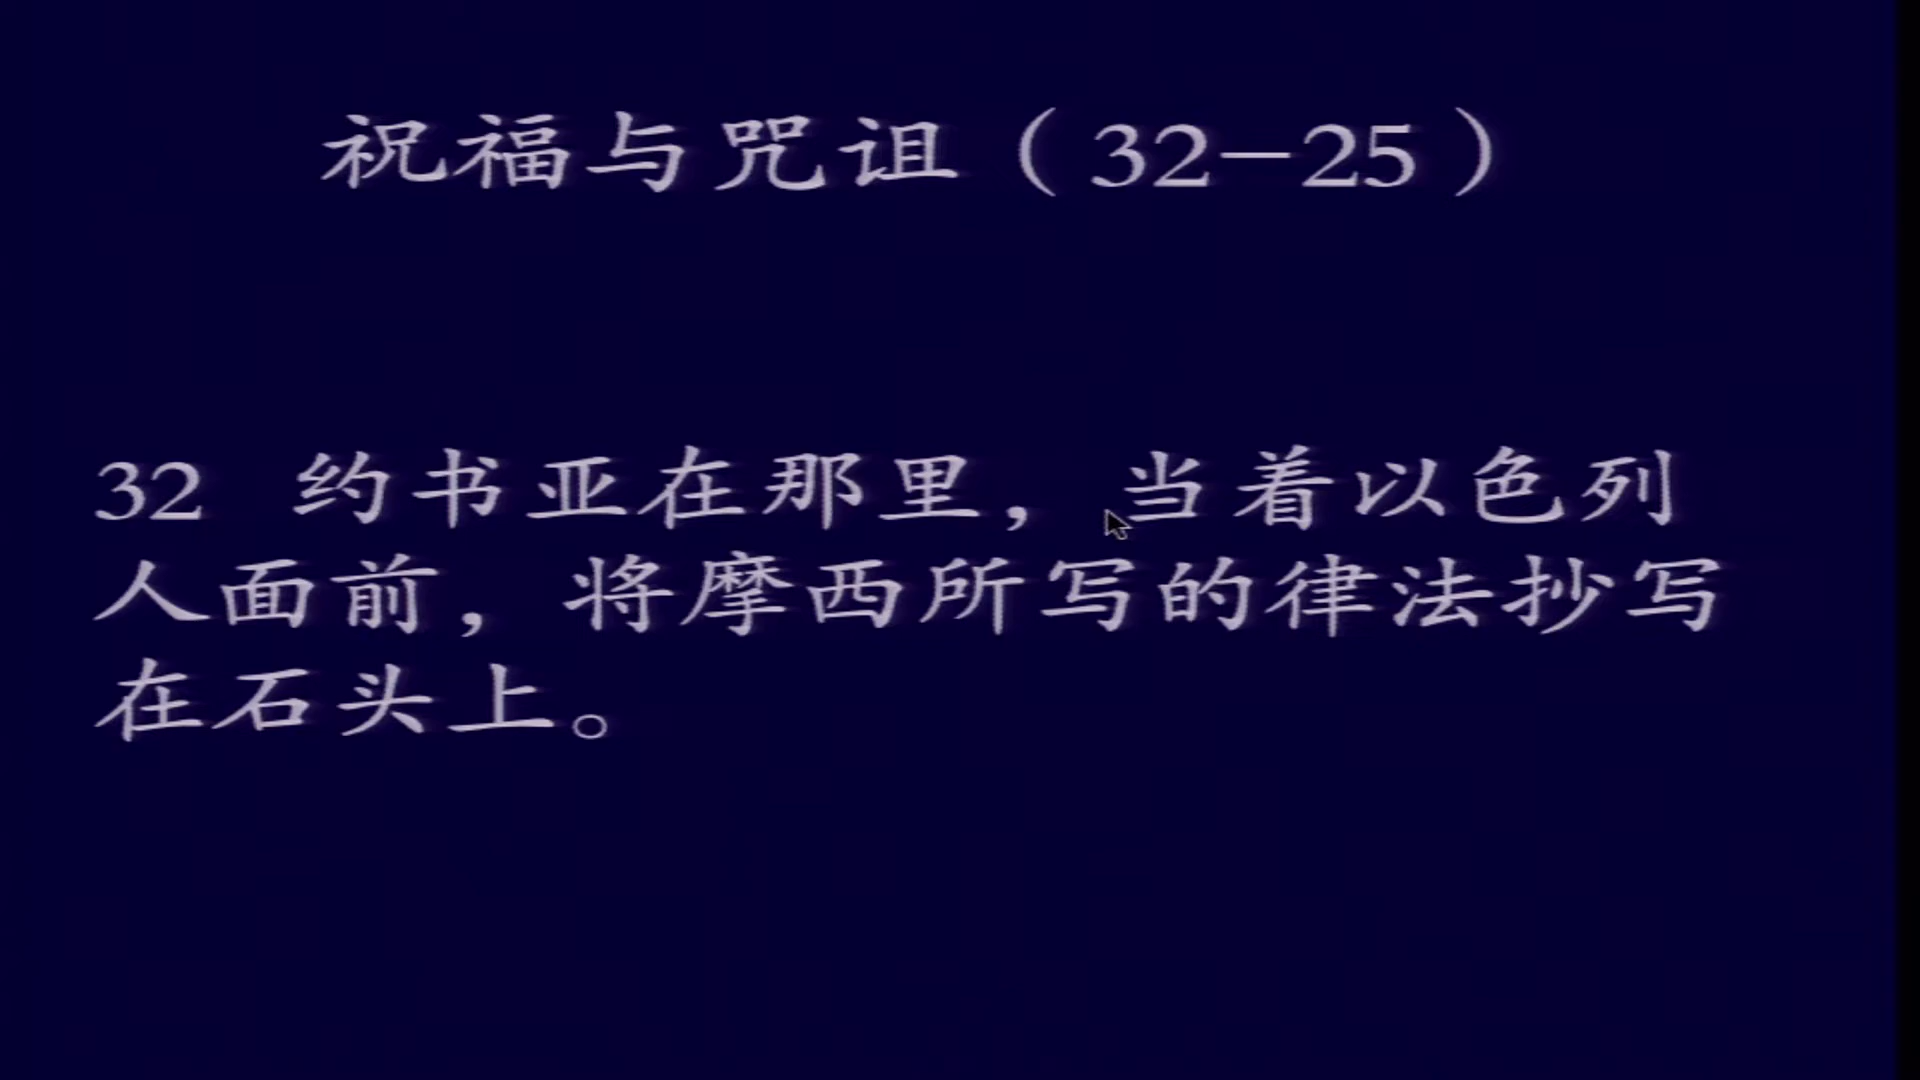 祝福与咒诅（32—25）
32 约书亚在那里，当着以色列
人面前，将摩西所写的律法抄写
在石头上。